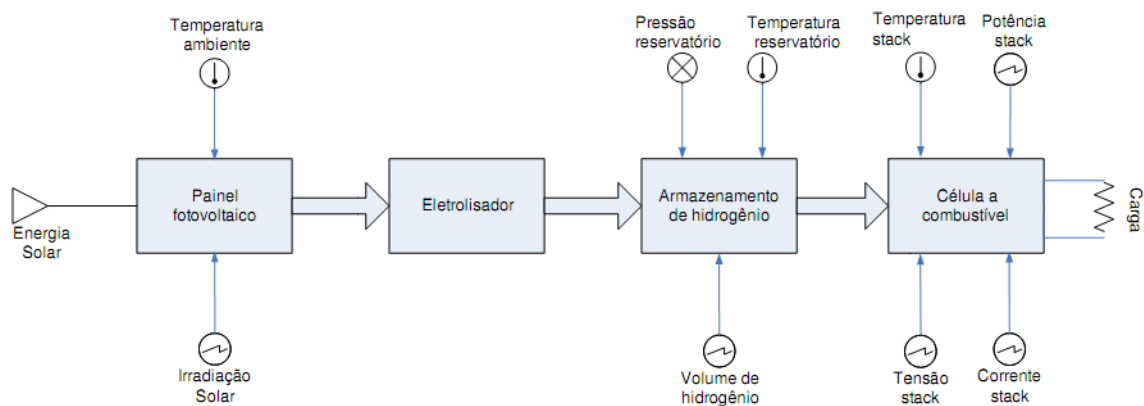 Temperatura
ambiente
Pressão
reservatório
Temperatura
reservatório
Temperatura
stack
Potência
stack
Painel
fotovoltaico
Eletrolisador
Armazenamento
de hidrogênio
Célula a
combustível
Carga
Energia
Solar
Irradiação
Solar
Volume de
hidrogênio
Tensão
stack
Corrente
stack